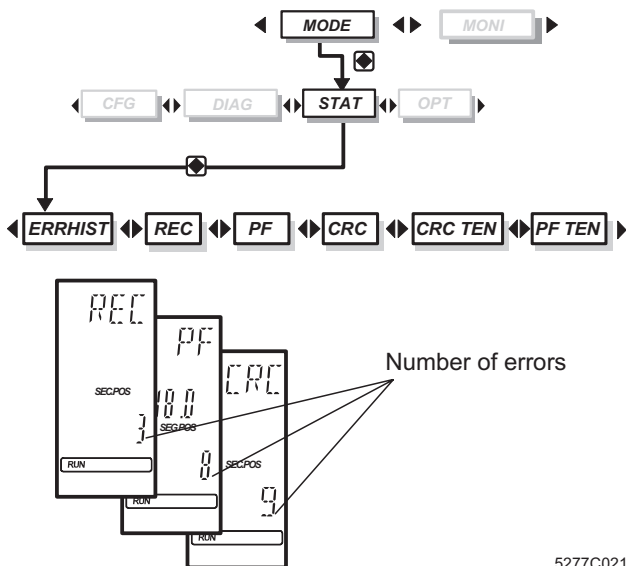 MODE MONI
CFG DIAG STAT OPT
ERRHIST REC PF CRC CRC TEN PF TEN
REC
SEC.POS
3
RUN
PF
18.0
SEG.POS
8
RUN
CRC
SEC.POS
9
RUN
Number of errors
5277C021